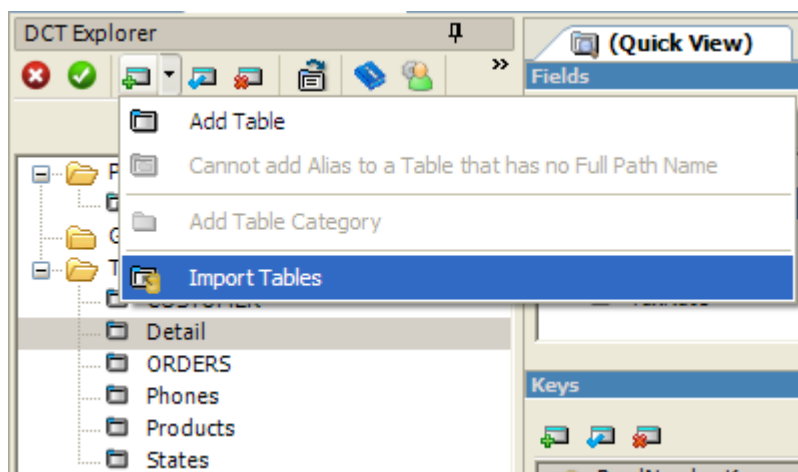 DCT Explorer
(Quick View)
»
Fields
Add Table
Cannot add Alias to a Table that has no Full Path Name
Add Table Category
Import Tables
CUSTOMER
Detail
ORDERS
Phones
Products
States
Keys